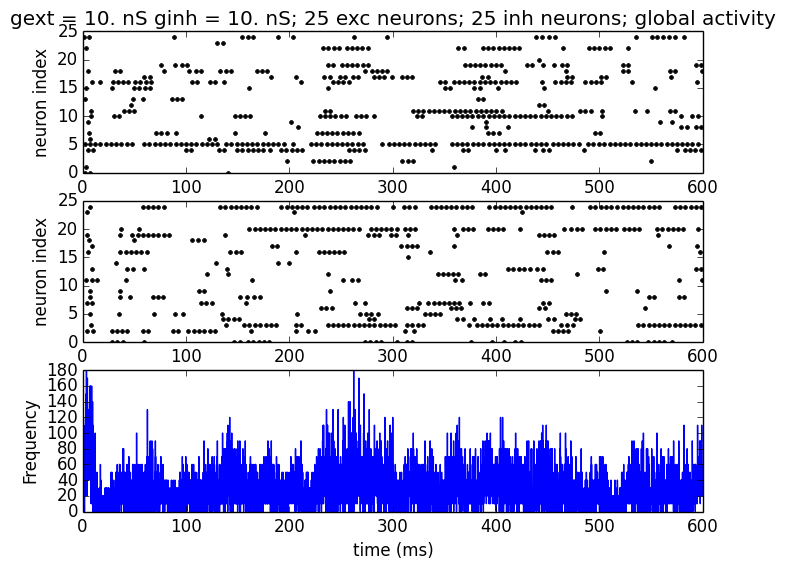 gext = 10. nS ginh = 10. nS; 25 exc neurons; 25 inh neurons; global activity
25
20
15
10
5
0
neuron index
0 100 200 300 400 500 600
25
20
15
10
5
0
neuron index
0 100 200 300 400 500 600
180
160
140
120
100
80
60
40
20
0
Frequency
0 100 200 300 400 500 600
time (ms)